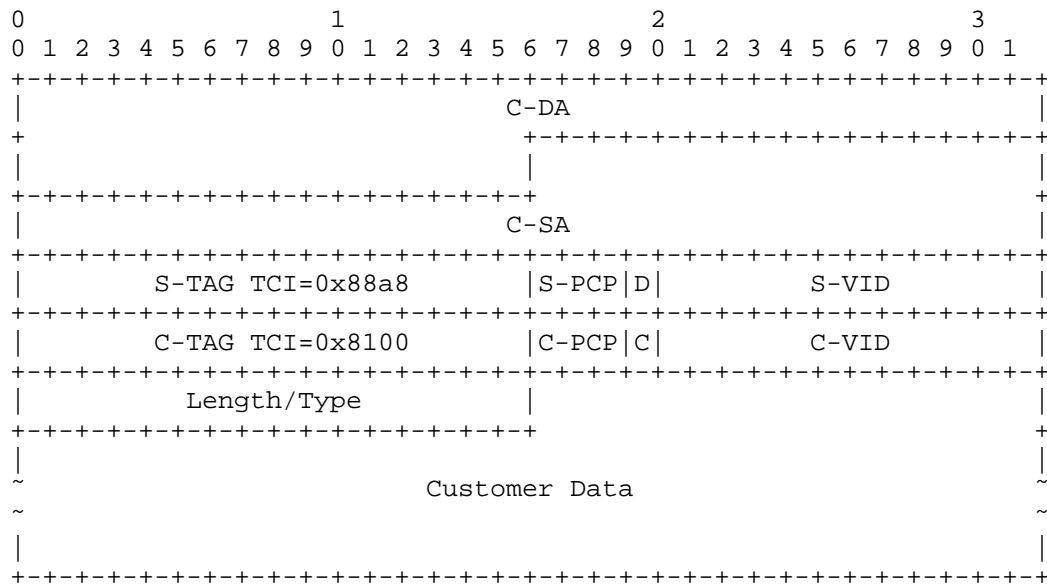 0                   1                   2                   3
0 1 2 3 4 5 6 7 8 9 0 1 2 3 4 5 6 7 8 9 0 1 2 3 4 5 6 7 8 9 0 1
+-+-+-+-+-+-+-+-+-+-+-+-+-+-+-+-+-+-+-+-+-+-+-+-+-+-+-+-+-+-+-+-+
|                              C-DA                             |
+                               +-+-+-+-+-+-+-+-+-+-+-+-+-+-+-+-+
|                               |                               |
+-+-+-+-+-+-+-+-+-+-+-+-+-+-+-+-+                               +
|                              C-SA                             |
+-+-+-+-+-+-+-+-+-+-+-+-+-+-+-+-+-+-+-+-+-+-+-+-+-+-+-+-+-+-+-+-+
|        S-TAG TCI=0x88a8       |S-PCP|D|         S-VID         |
+-+-+-+-+-+-+-+-+-+-+-+-+-+-+-+-+-+-+-+-+-+-+-+-+-+-+-+-+-+-+-+-+
|        C-TAG TCI=0x8100       |C-PCP|C|         C-VID         |
+-+-+-+-+-+-+-+-+-+-+-+-+-+-+-+-+-+-+-+-+-+-+-+-+-+-+-+-+-+-+-+-+
|          Length/Type          |                               |
+-+-+-+-+-+-+-+-+-+-+-+-+-+-+-+-+                               +
|                                                               |
~                         Customer Data                         ~
~                                                               ~
|                                                               |
+-+-+-+-+-+-+-+-+-+-+-+-+-+-+-+-+-+-+-+-+-+-+-+-+-+-+-+-+-+-+-+-+